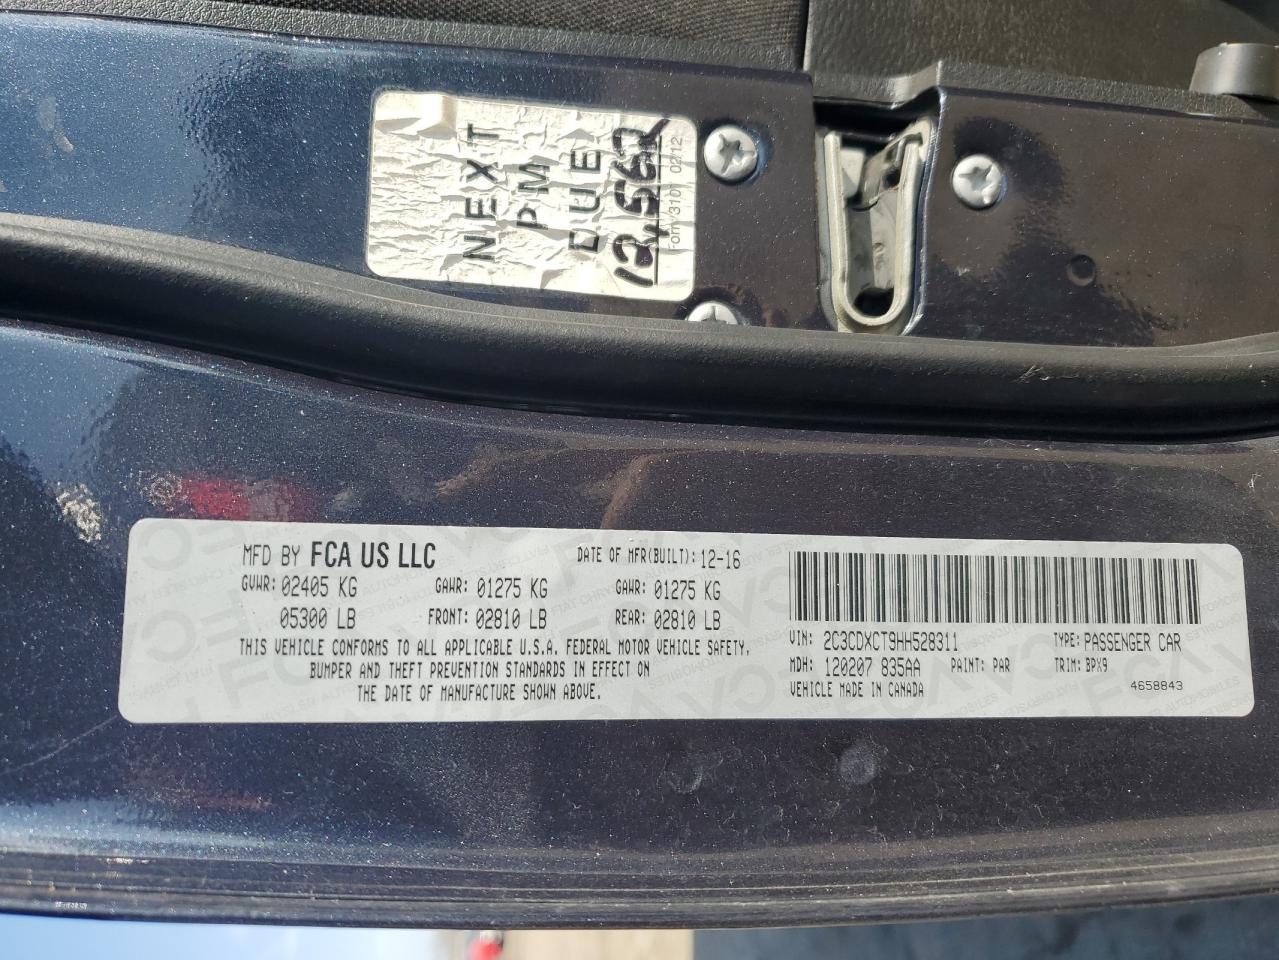 NEXT
PM
DUE
Form 310 02/12
MFD BY FCA US LLC
DATE OF MFR(BUILT): 12-16
GVWR: 02405 KG GAWR: 01275 KG GAWR: 01275 KG
05300 LB FRONT: 02810 LB REAR: 02810 LB
THIS VEHICLE CONFORMS TO ALL APPLICABLE U.S.A. FEDERAL MOTOR VEHICLE SAFETY,
BUMPER AND THEFT PREVENTION STANDARDS IN EFFECT ON
THE DATE OF MANUFACTURE SHOWN ABOVE.
VIN: 2C3CDXCT9HH528311 TYPE: PASSENGER CAR
MDH: 120207 835AA PAINT: PAR TRIM: BPX9
VEHICLE MADE IN CANADA 4658843